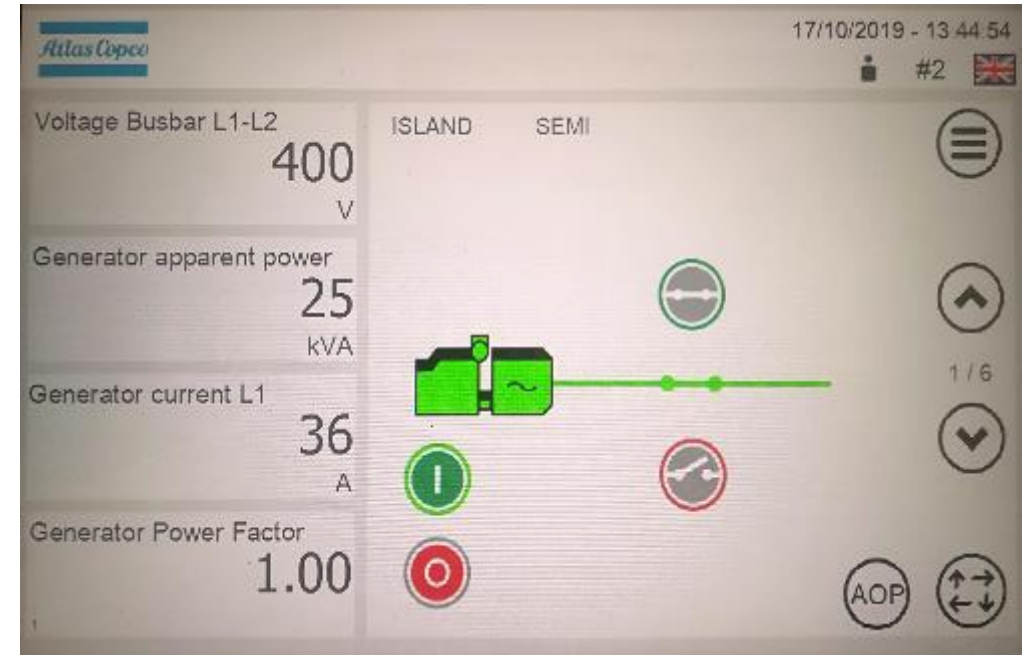 Atlas Copco
17/10/2019 - 13:44:54
#2
Voltage Busbar L1-L2
400
V
ISLAND SEMI
Generator apparent power
25
kVA
Generator current L1
36
A
1 / 6
Generator Power Factor
1.00
1
I
O
AOP